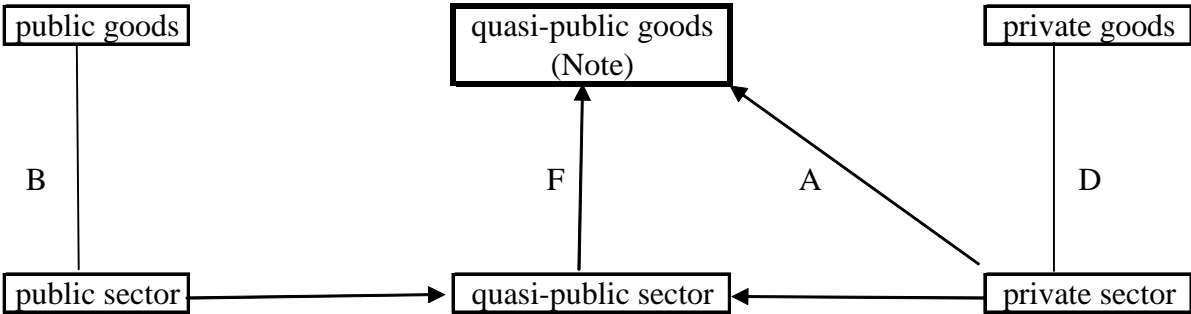 public goods
quasi-public goods
(Note)
private goods
B
F
A
D
public sector
quasi-public sector
private sector